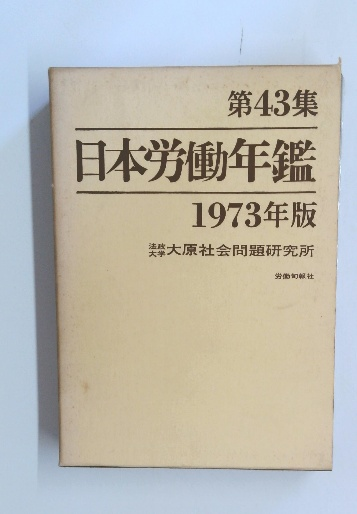 第43集
日本労働年鑑
1973年版
法政大学 大原社会問題研究所
労働旬報社